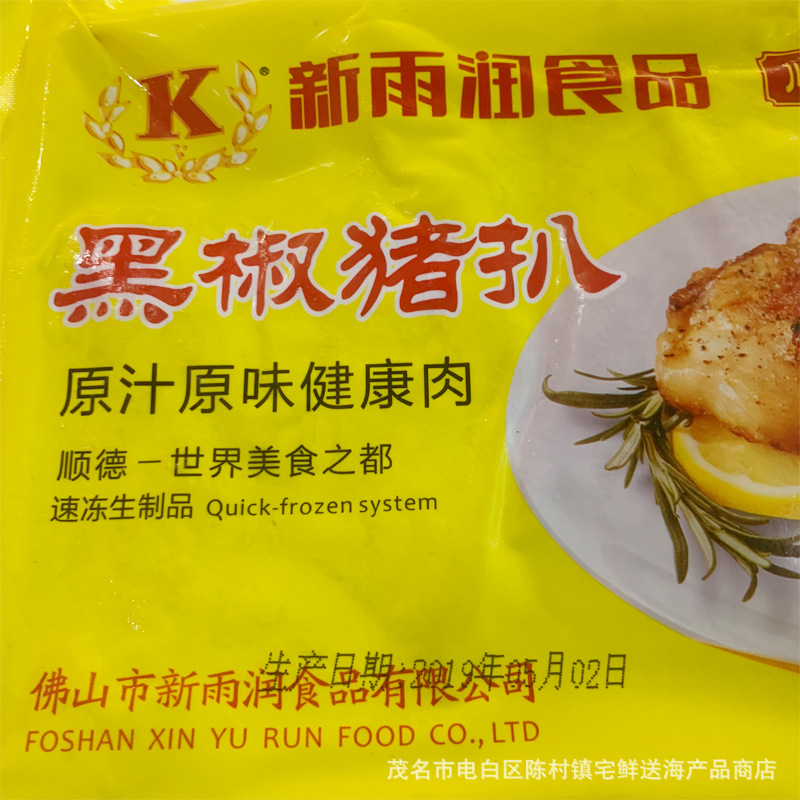 K® 新雨润食品
黑椒猪扒
原汁原味健康肉
顺德－世界美食之都
速冻生制品 Quick-frozen system
生产日期:2019年05月02日
佛山市新雨润食品有限公司
FOSHAN XIN YU RUN FOOD CO.,LTD
茂名市电白区陈村镇宅鲜送海产品商店